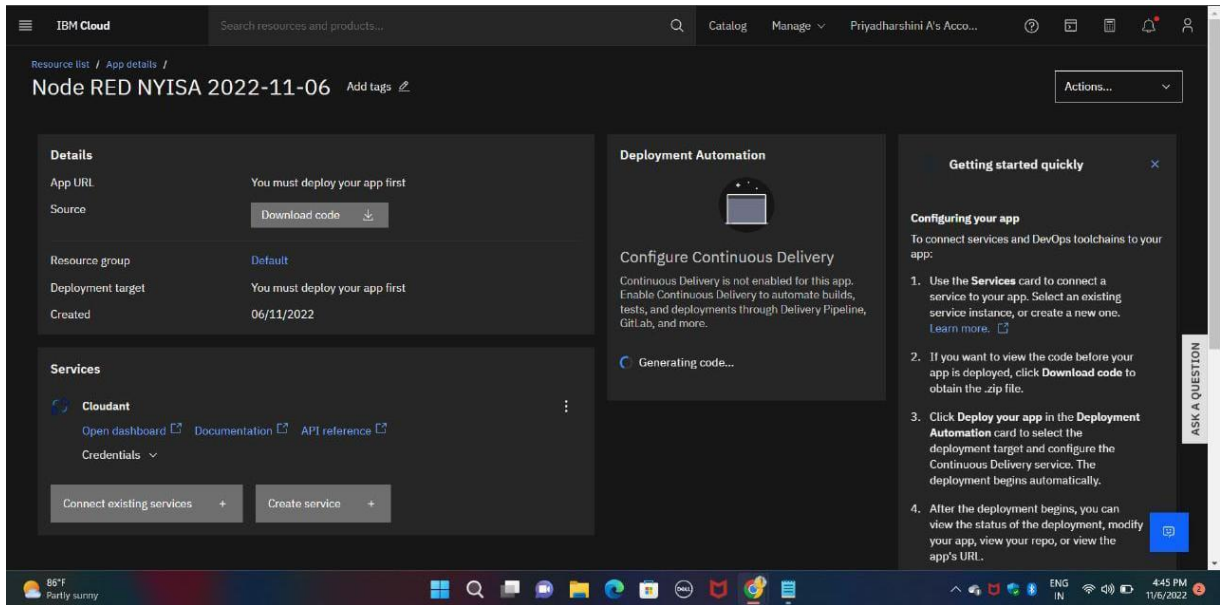 IBM Cloud
Search resources and products...
Catalog
Manage
Priyadharshini A's Acco...
Resource list / App details /
Node RED NYISA 2022-11-06
Add tags
Actions...
Details
App URL
You must deploy your app first
Source
Download code
Resource group
Default
Deployment target
You must deploy your app first
Created
06/11/2022
Services
Cloudant
Open dashboard
Documentation
API reference
Credentials
Connect existing services +
Create service +
Deployment Automation
Configure Continuous Delivery
Continuous Delivery is not enabled for this app.
Enable Continuous Delivery to automate builds,
tests, and deployments through Delivery Pipeline,
GitLab, and more.
Generating code...
Getting started quickly
Configuring your app
To connect services and DevOps toolchains to your
app:
1. Use the Services card to connect a
service to your app. Select an existing
service instance, or create a new one.
Learn more.
2. If you want to view the code before your
app is deployed, click Download code to
obtain the .zip file.
3. Click Deploy your app in the Deployment
Automation card to select the
deployment target and configure the
Continuous Delivery service. The
deployment begins automatically.
4. After the deployment begins, you can
view the status of the deployment, modify
your app, view your repo, or view the
app's URL.
ASK A QUESTION
86°F
Partly sunny
DELL
ENG
IN
4:45 PM
11/6/2022
2